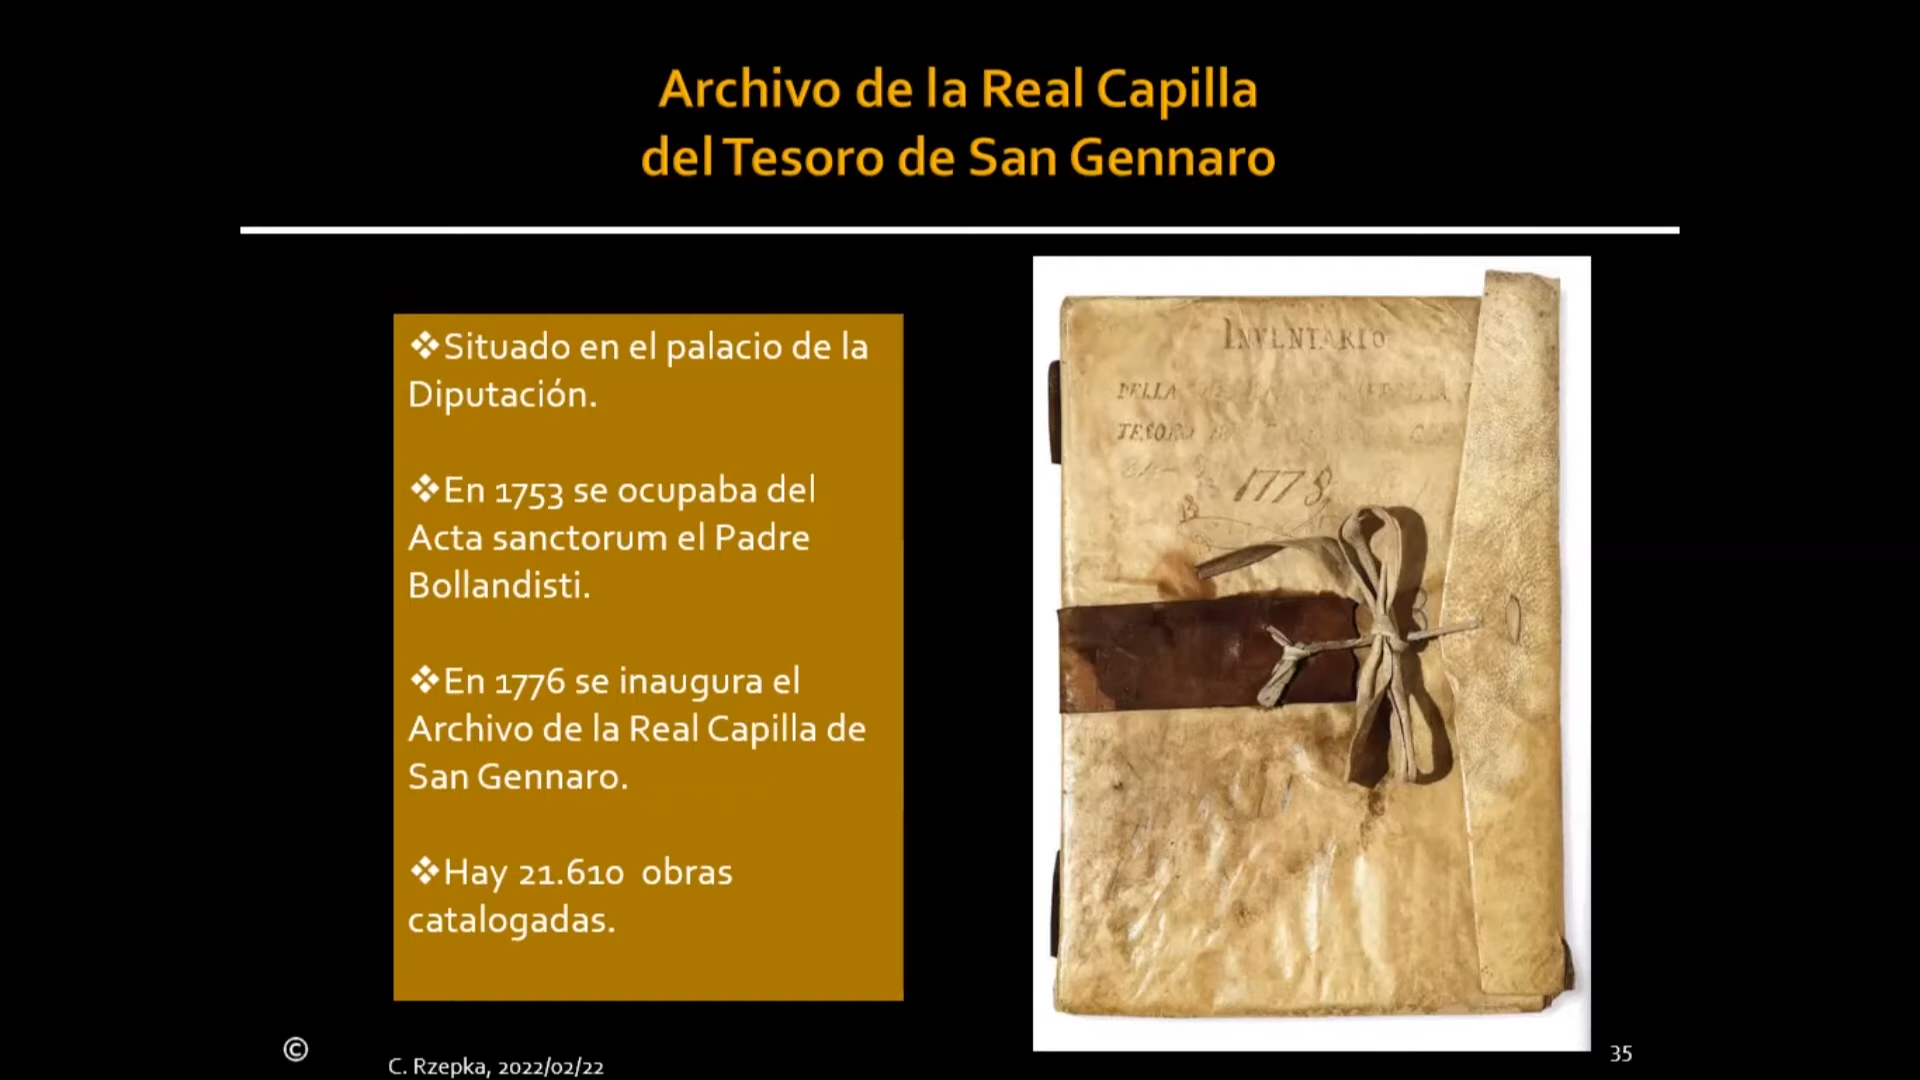 Archivo de la Real Capilla
del Tesoro de San Gennaro
❖Situado en el palacio de la
Diputación.
❖En 1753 se ocupaba del
Acta sanctorum el Padre
Bollandisti.
❖En 1776 se inaugura el
Archivo de la Real Capilla de
San Gennaro.
❖Hay 21.610 obras
catalogadas.
INVENTARIO
DELLA
TESORO
1778
©
C. Rzepka, 2022/02/22
35